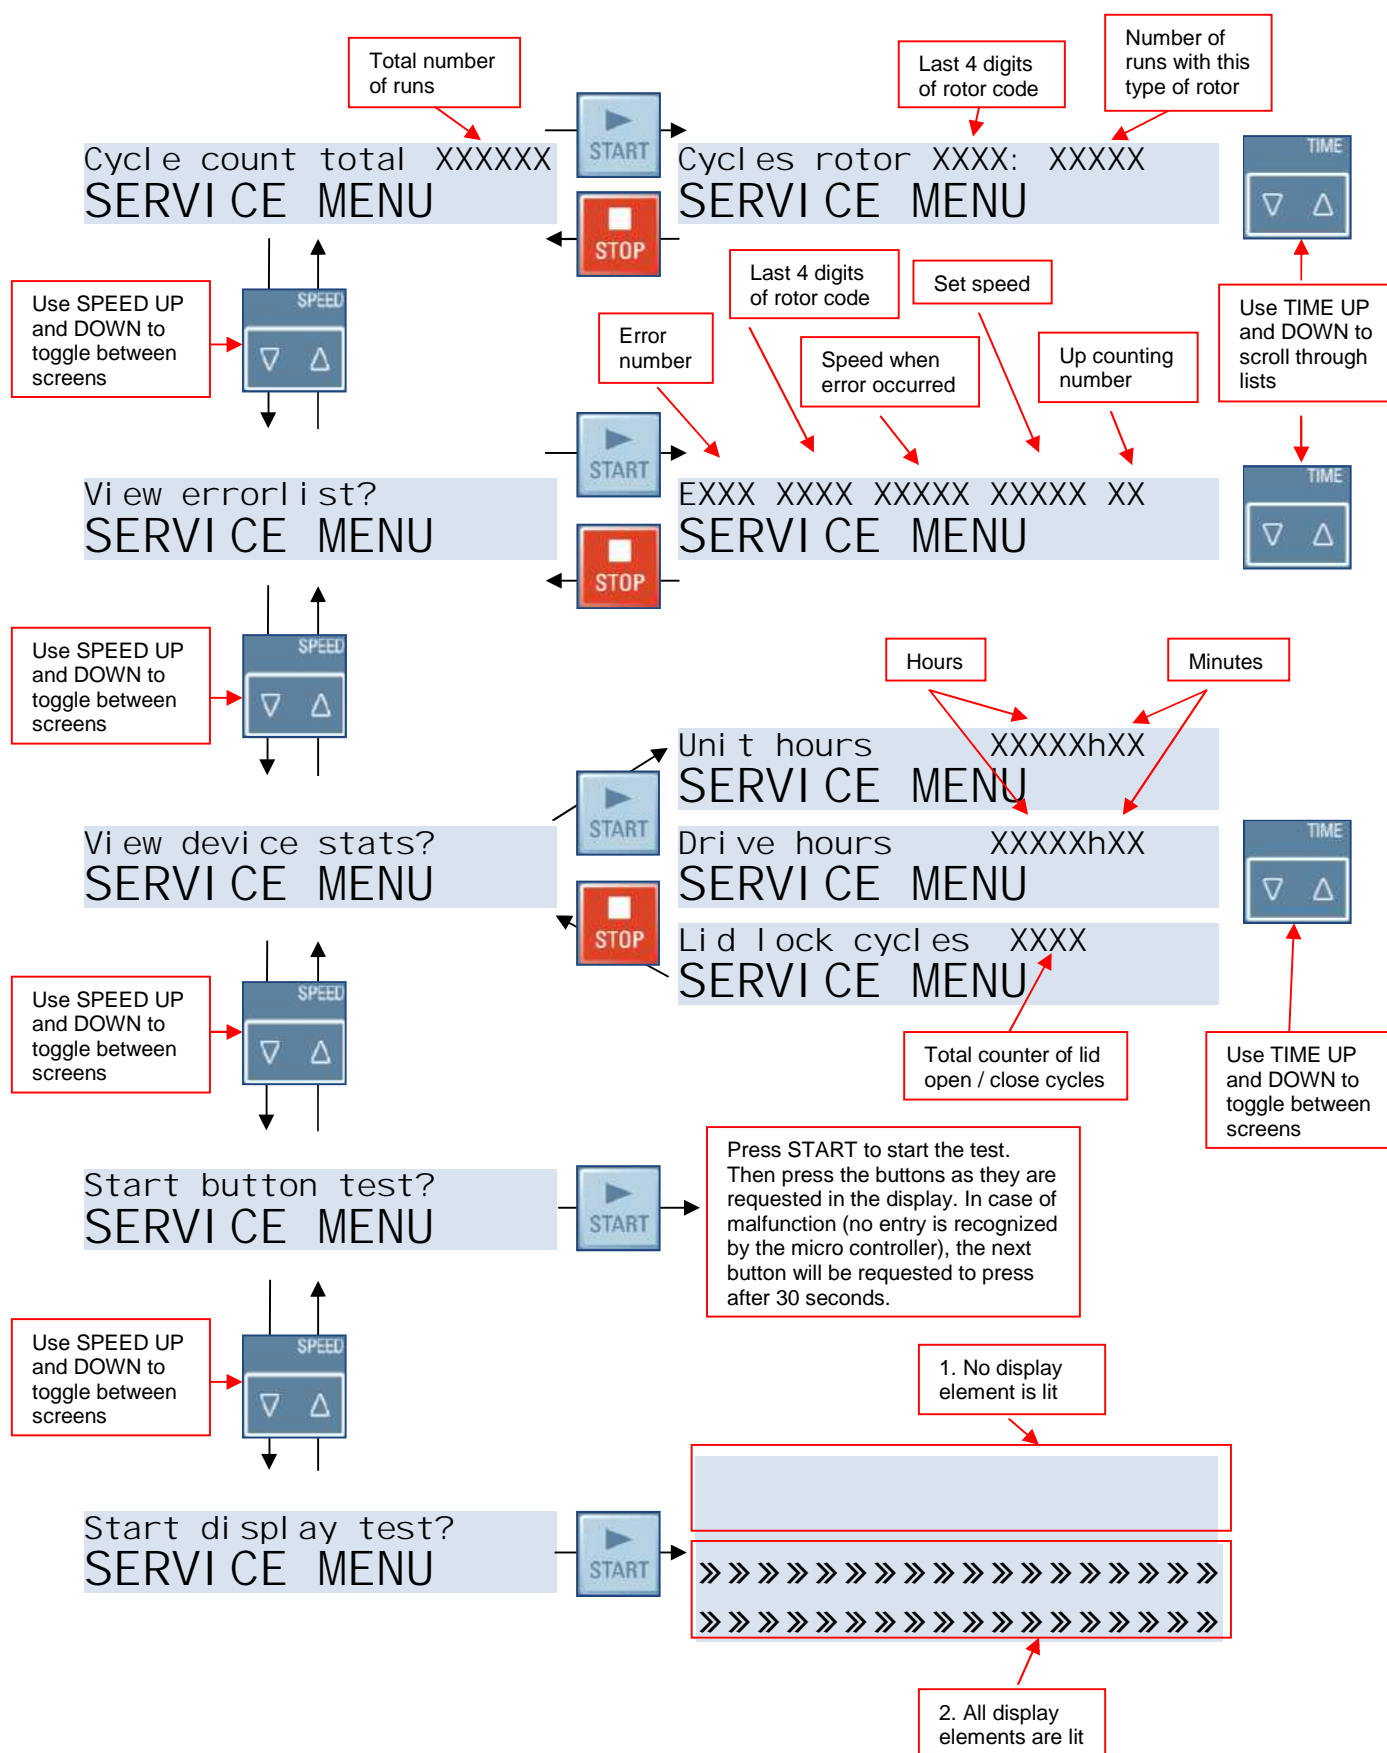 Total number
of runs
Last 4 digits
of rotor code
Number of
runs with this
type of rotor
START
Cycle count total XXXXXX
SERVICE MENU
Cycles rotor XXXX: XXXXX
SERVICE MENU
TIME
STOP
Use SPEED UP
and DOWN to
toggle between
screens
SPEED
Error
number
Last 4 digits
of rotor code
Speed when
error occurred
Set speed
Up counting
number
Use TIME UP
and DOWN to
scroll through
lists
START
View errorlist?
SERVICE MENU
EXXX XXXX XXXXX XXXXX XX
SERVICE MENU
TIME
STOP
Use SPEED UP
and DOWN to
toggle between
screens
SPEED
Hours
Minutes
Unit hours XXXXXhXX
SERVICE MENU
START
View device stats?
SERVICE MENU
Drive hours XXXXXhXX
SERVICE MENU
TIME
STOP
Lid lock cycles XXXX
SERVICE MENU
Use SPEED UP
and DOWN to
toggle between
screens
SPEED
Total counter of lid
open / close cycles
Use TIME UP
and DOWN to
toggle between
screens
Start button test?
SERVICE MENU
START
Press START to start the test.
Then press the buttons as they are
requested in the display. In case of
malfunction (no entry is recognized
by the micro controller), the next
button will be requested to press
after 30 seconds.
Use SPEED UP
and DOWN to
toggle between
screens
SPEED
1. No display
element is lit
Start display test?
SERVICE MENU
START
»»»»»»»»»»»»»»»»»»
»»»»»»»»»»»»»»»»»»
2. All display
elements are lit